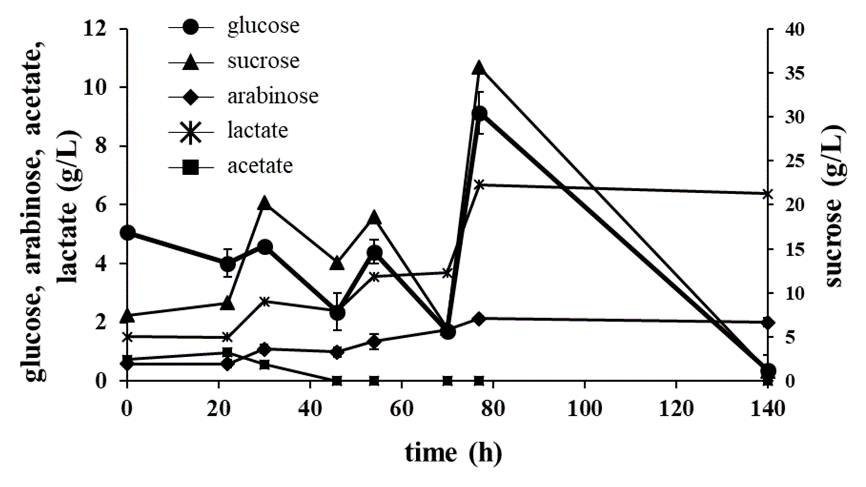 glucose, arabinose, acetate,
lactate (g/L)
12
10
8
6
4
2
0
glucose
sucrose
arabinose
lactate
acetate
40
35
30
25
20
15
10
5
0
sucrose (g/L)
0 20 40 60 80 100 120 140
time (h)